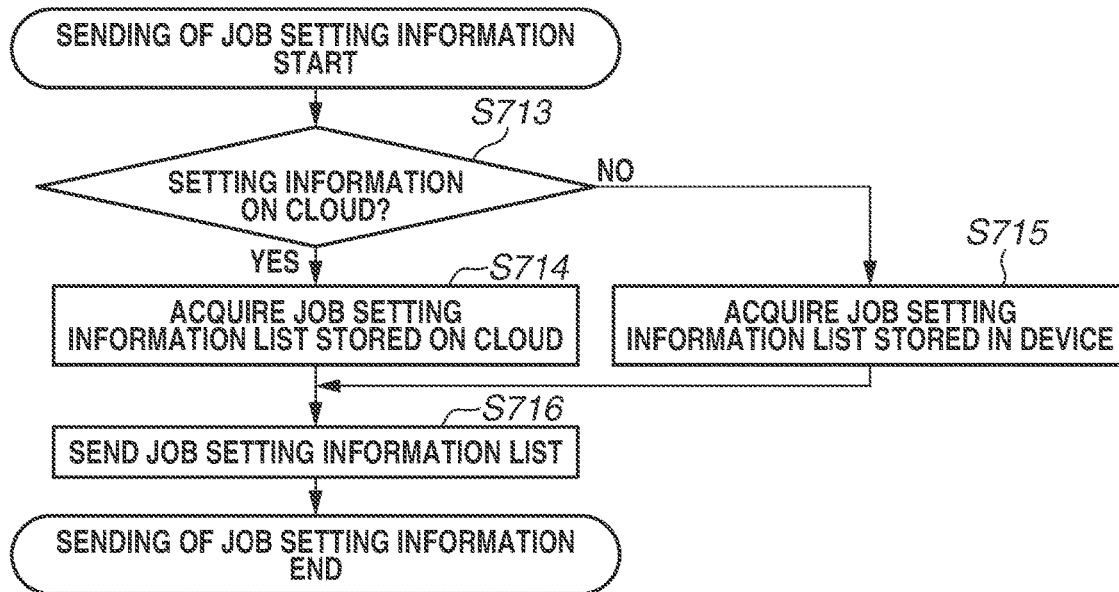 SENDING OF JOB SETTING INFORMATION
START
S713
SETTING INFORMATION
ON CLOUD?
NO
YES
S714
ACQUIRE JOB SETTING
INFORMATION LIST STORED ON CLOUD
S715
ACQUIRE JOB SETTING
INFORMATION LIST STORED IN DEVICE
S716
SEND JOB SETTING INFORMATION LIST
SENDING OF JOB SETTING INFORMATION
END